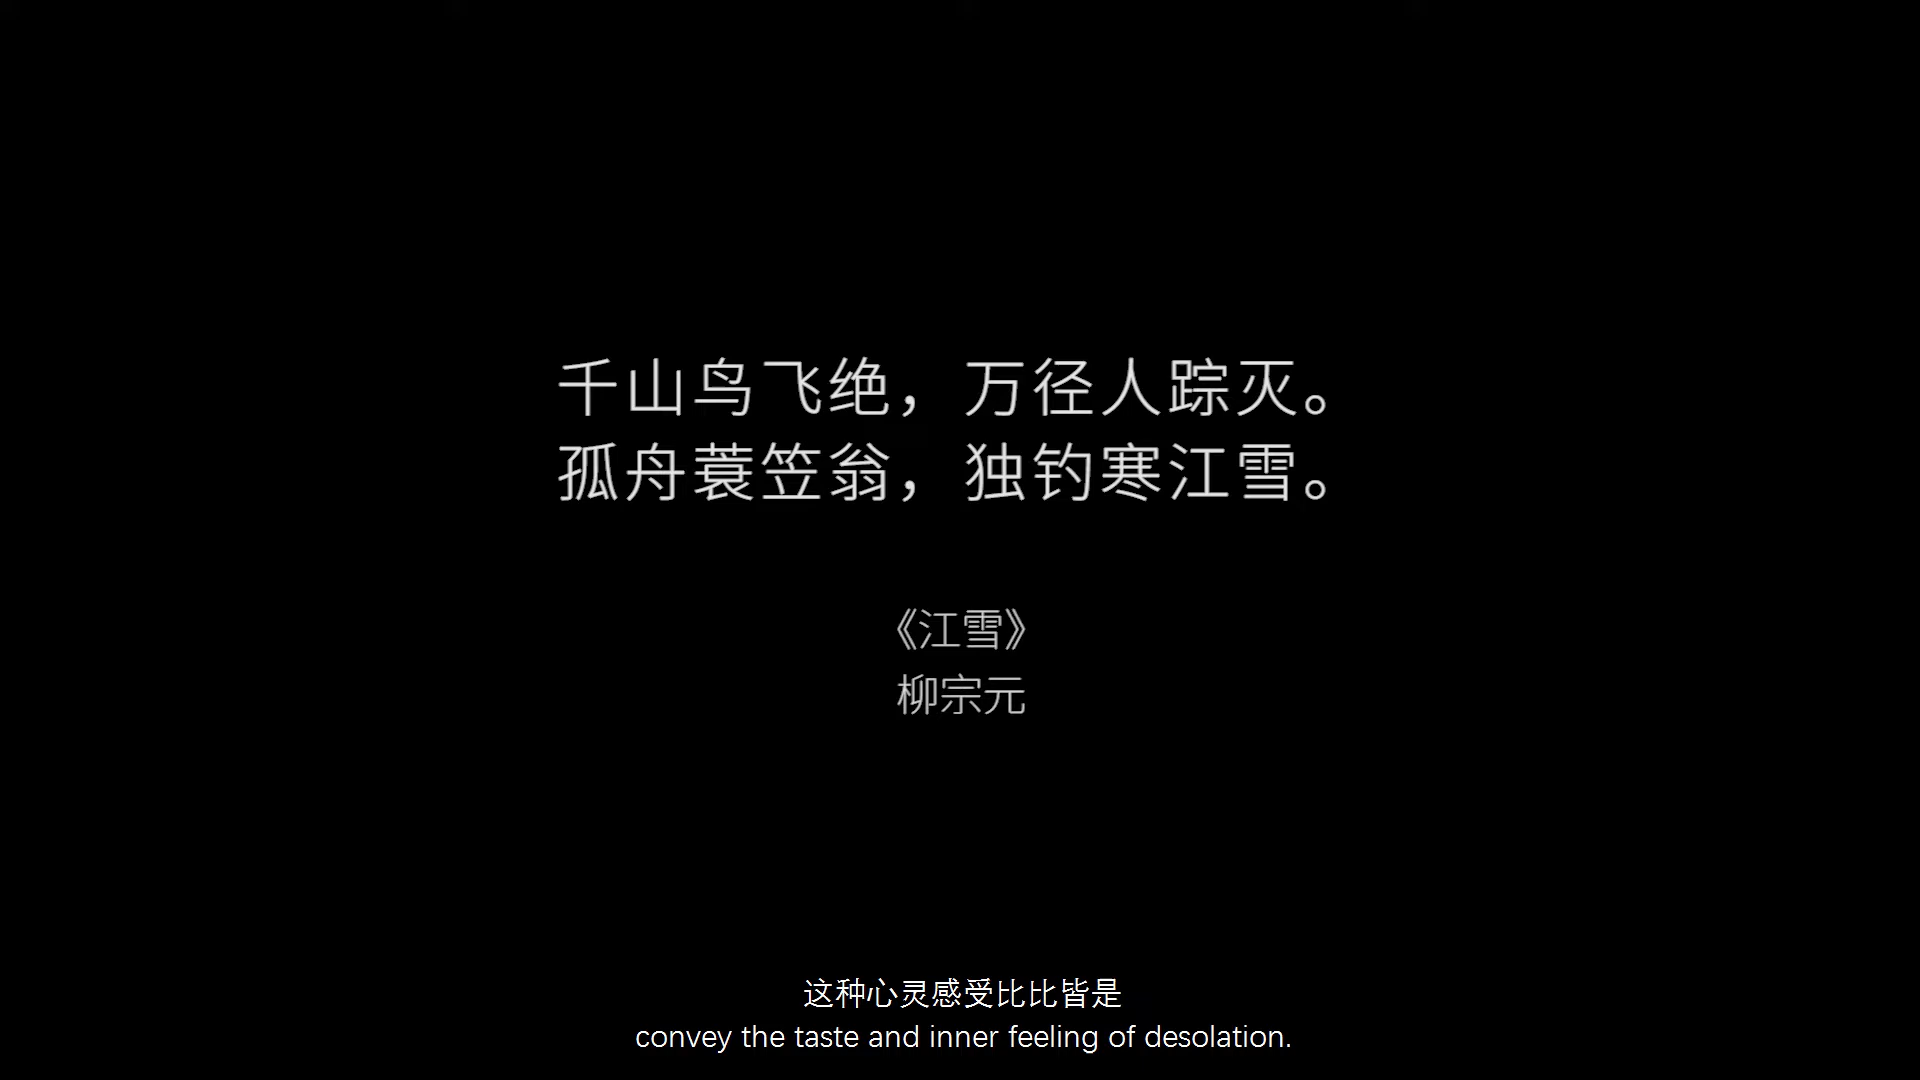 千山鸟飞绝，万径人踪灭。
孤舟蓑笠翁，独钓寒江雪。
《江雪》
柳宗元
这种心灵感受比比皆是
convey the taste and inner feeling of desolation.